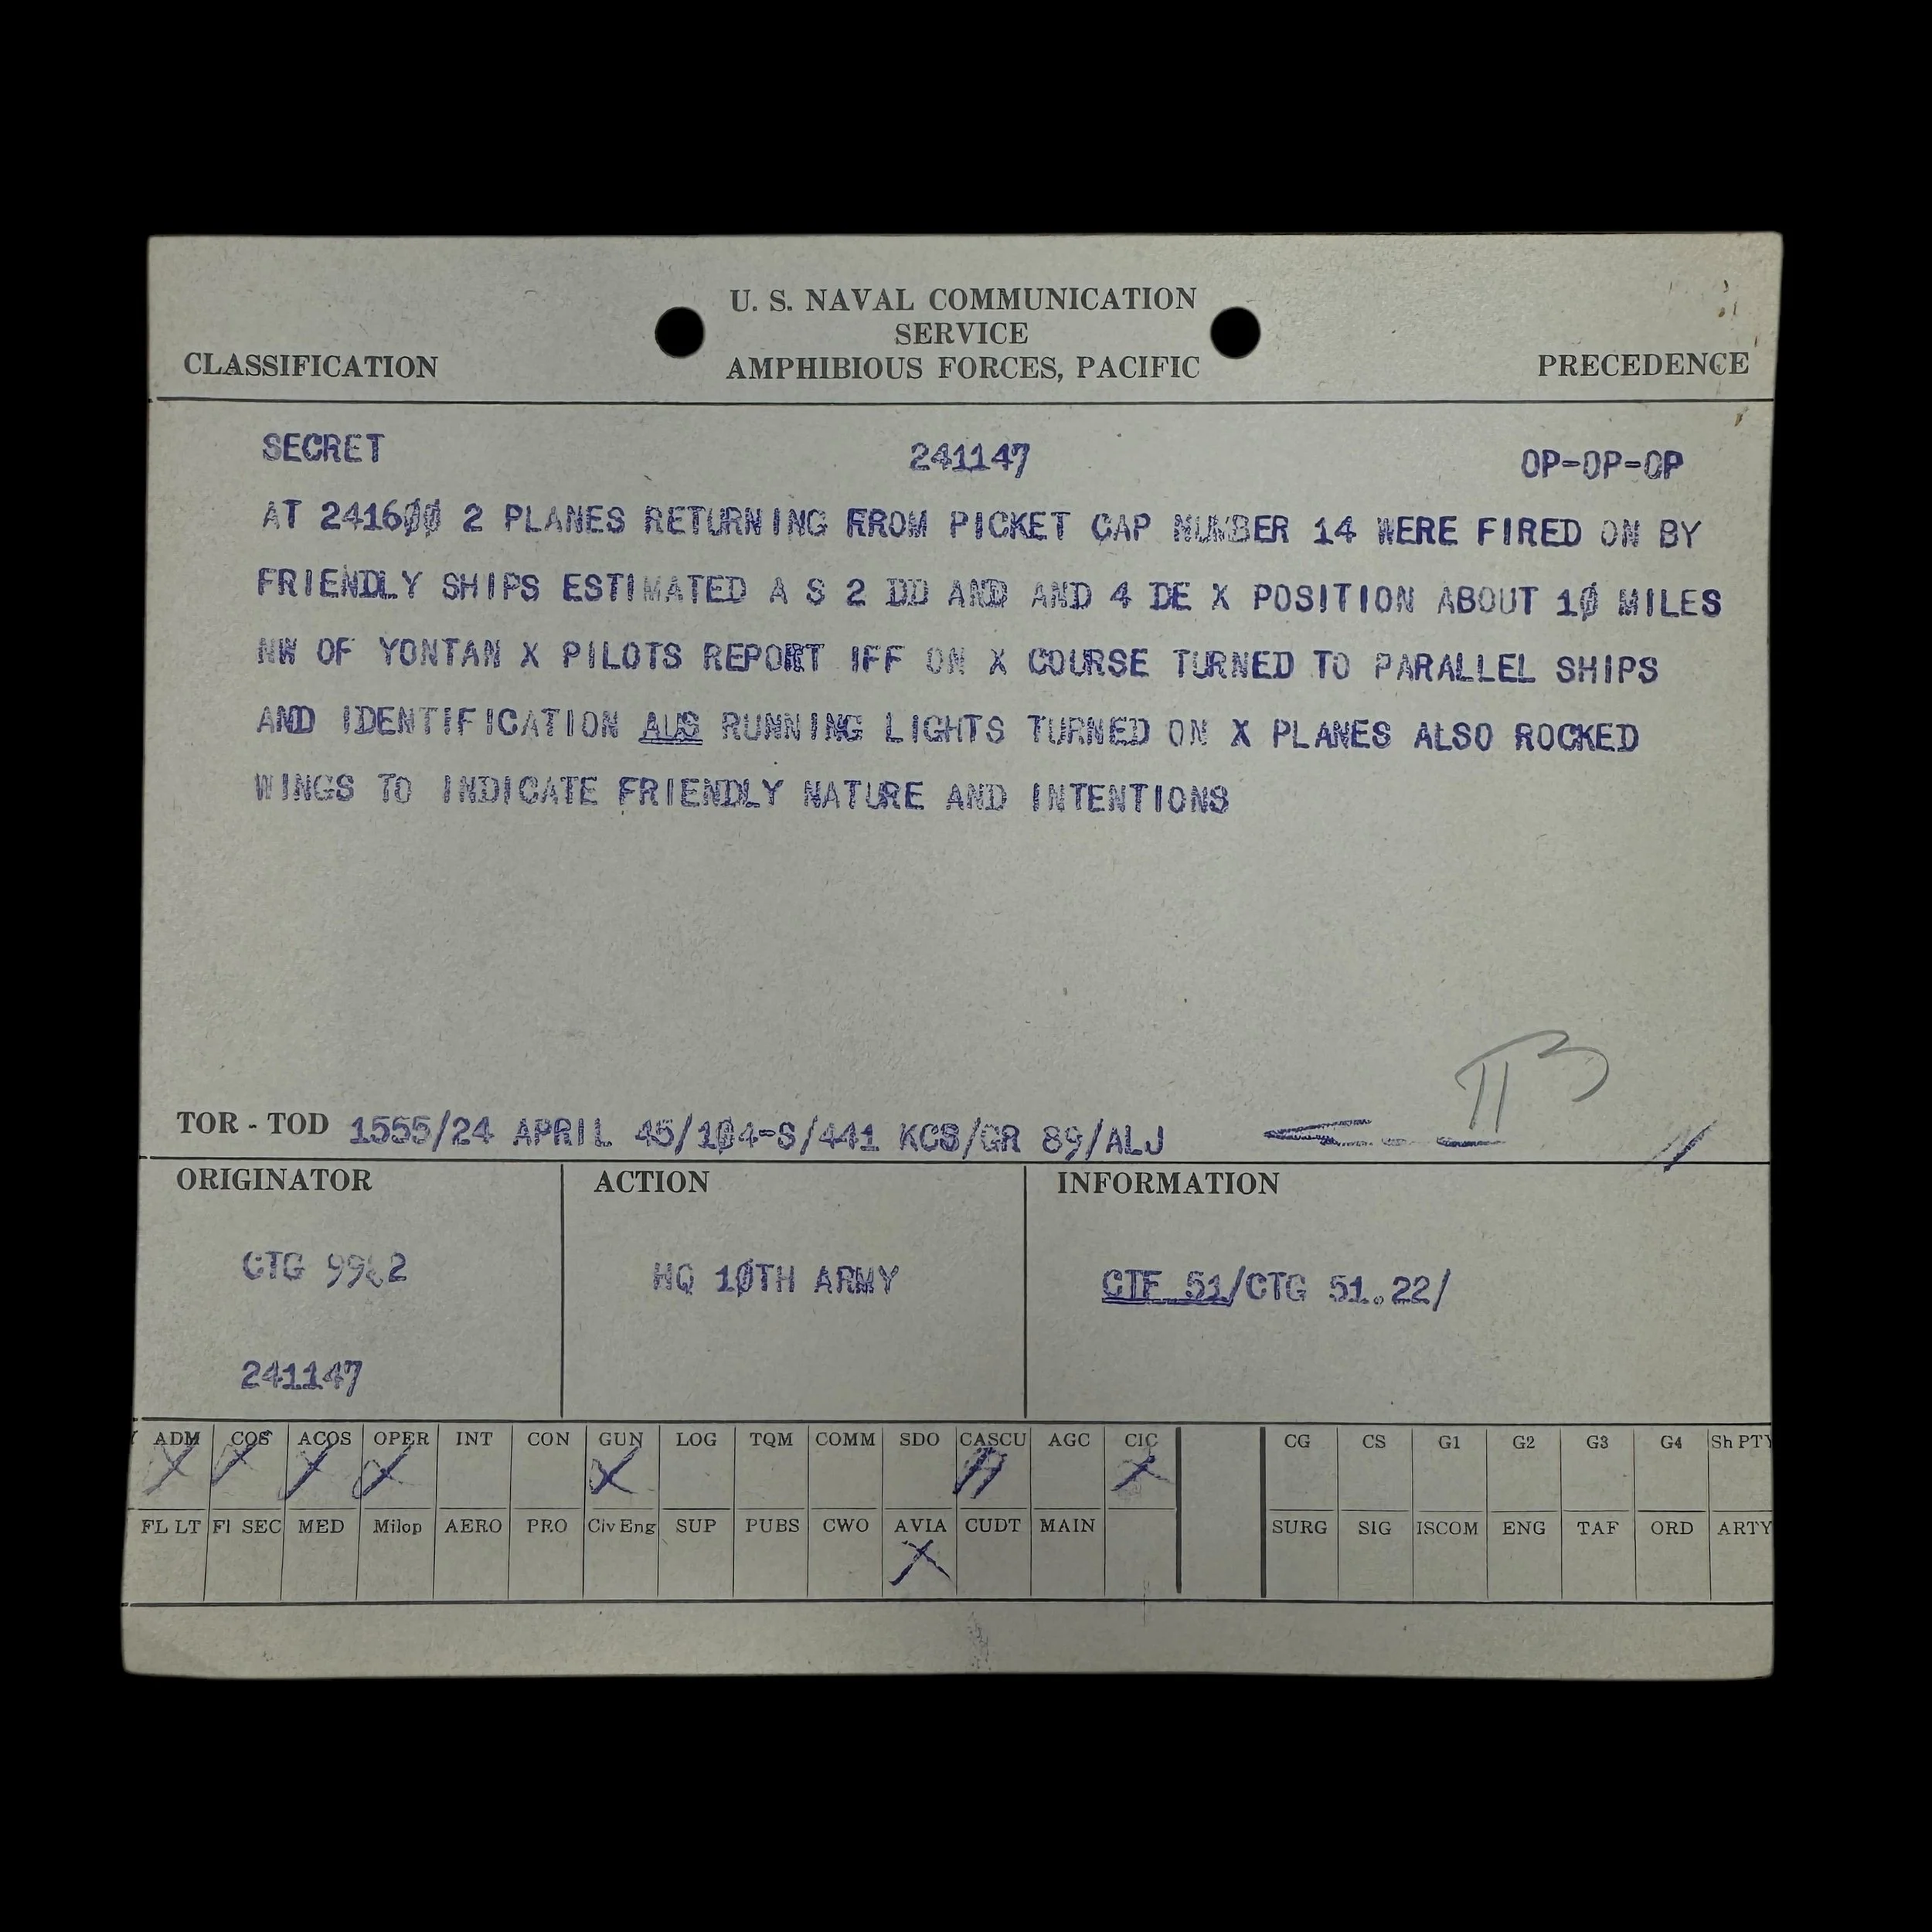 U. S. NAVAL COMMUNICATION
SERVICE
CLASSIFICATION AMPHIBIOUS FORCES, PACIFIC PRECEDENCE
SECRET 241147 OP-OP-OP
AT 2416ØØ 2 PLANES RETURNING FROM PICKET CAP NUMBER 14 WERE FIRED ON BY
FRIENDLY SHIPS ESTIMATED A S 2 DD AND AND 4 DE X POSITION ABOUT 1Ø MILES
NW OF YONTAN X PILOTS REPORT IFF ON X COURSE TURNED TO PARALLEL SHIPS
AND IDENTIFICATION AUS RUNNING LIGHTS TURNED ON X PLANES ALSO ROCKED
WINGS TO INDICATE FRIENDLY NATURE AND INTENTIONS
TOR - TOD 1555/24 APRIL 45/1Ø4-S/441 KCS/GR 89/ALJ
ORIGINATOR ACTION INFORMATION
CTG HQ 1ØTH ARMY CTF 51/CTG 51.22/
241147
ADM COS ACOS OPER INT CON GUN LOG TQM COMM SDO CASCU AGC CIC CG CS G1 G2 G3 G4 Sh PTY
X X X X X X X
FL LT Fl SEC MED Milop AERO PRO Civ Eng SUP PUBS CWO AVIA CUDT MAIN SURG SIG ISCOM ENG TAF ORD ARTY
X